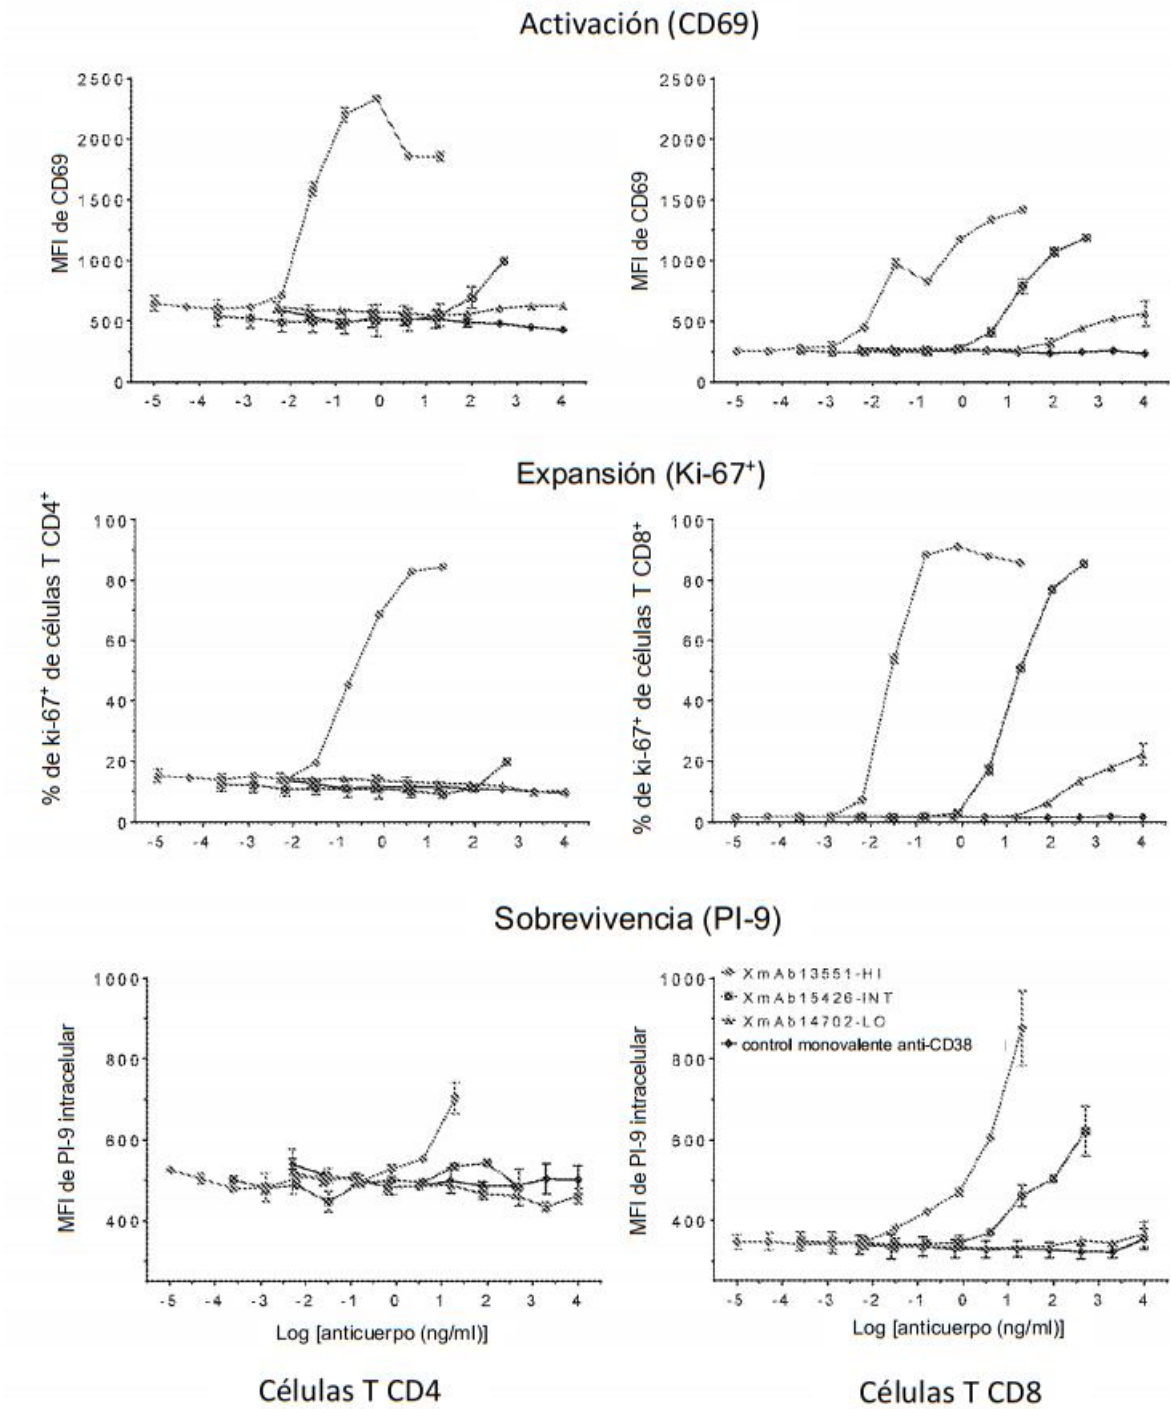 Activación (CD69)
MFI de CD69
2500
2000
1500
1000
500
0
-5 -4 -3 -2 -1 0 1 2 3 4
MFI de CD69
2500
2000
1500
1000
500
0
-5 -4 -3 -2 -1 0 1 2 3 4
Expansión (Ki-67+)
% de ki-67+ de células T CD4+
100
80
60
40
20
0
-5 -4 -3 -2 -1 0 1 2 3 4
% de ki-67+ de células T CD8+
100
80
60
40
20
0
-5 -4 -3 -2 -1 0 1 2 3 4
Sobrevivencia (PI-9)
MFI de PI-9 intracelular
1000
800
600
400
-5 -4 -3 -2 -1 0 1 2 3 4
Log [anticuerpo (ng/ml)]
Células T CD4
MFI de PI-9 intracelular
1000
800
600
400
XmAb13551-HI
XmAb15426-INT
XmAb14702-LO
control monovalente anti-CD38
-5 -4 -3 -2 -1 0 1 2 3 4
Log [anticuerpo (ng/ml)]
Células T CD8